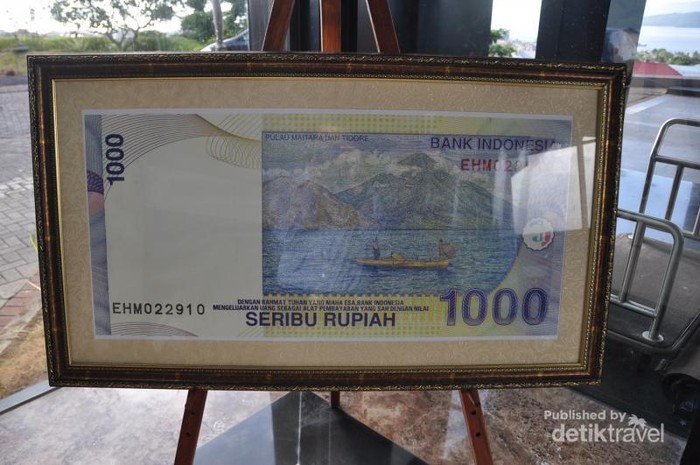 1000
PULAU MAITARA DAN TIDORE
BANK INDONESIA
EHM022910
DENGAN RAHMAT TUHAN YANG MAHA ESA, BANK INDONESIA
MENGELUARKAN UANG SEBAGAI ALAT PEMBAYARAN YANG SAH DENGAN NILAI
SERIBU RUPIAH
1000
Published by
detiktravel